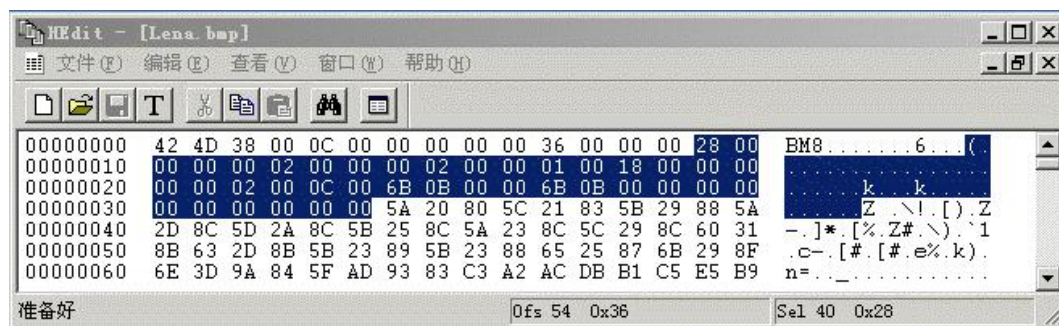 HEdit - [Lena.bmp]
文件(F) 编辑(E) 查看(V) 窗口(W) 帮助(H)
T
00000000 42 4D 38 00 0C 00 00 00 00 00 36 00 00 00 28 00 BM8.......6...(.
00000010 00 00 00 02 00 00 00 02 00 00 01 00 18 00 00 00 ................
00000020 00 00 02 00 0C 00 6B 0B 00 00 6B 0B 00 00 00 00 ......k...k.....
00000030 00 00 00 00 00 00 5A 20 80 5C 21 83 5B 29 88 5A ......Z .\!.[).Z
00000040 2D 8C 5D 2A 8C 5B 25 8C 5A 23 8C 5C 29 8C 60 31 -.]*.[%.Z#.\).`1
00000050 8B 63 2D 8B 5B 23 89 5B 23 88 65 25 87 6B 29 8F .c-.[#.[#.e%.k).
00000060 6E 3D 9A 84 5F AD 93 83 C3 A2 AC DB B1 C5 E5 B9 n=.._...........
准备好 Ofs 54 0x36 Sel 40 0x28